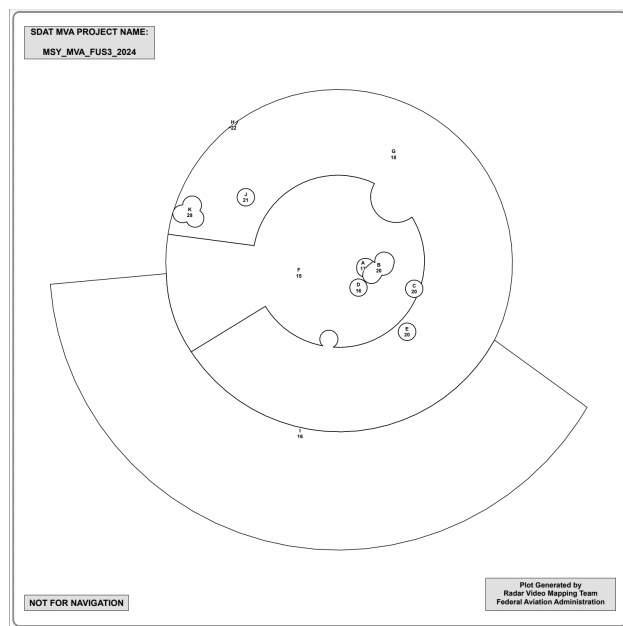 SDAT MVA PROJECT NAME:
MSY_MVA_FUS3_2024
H
22
G
18
J
21
K
28
A
B
20
F
15
D
16
C
20
E
20
I
16
NOT FOR NAVIGATION
Plot Generated by
Radar Video Mapping Team
Federal Aviation Administration